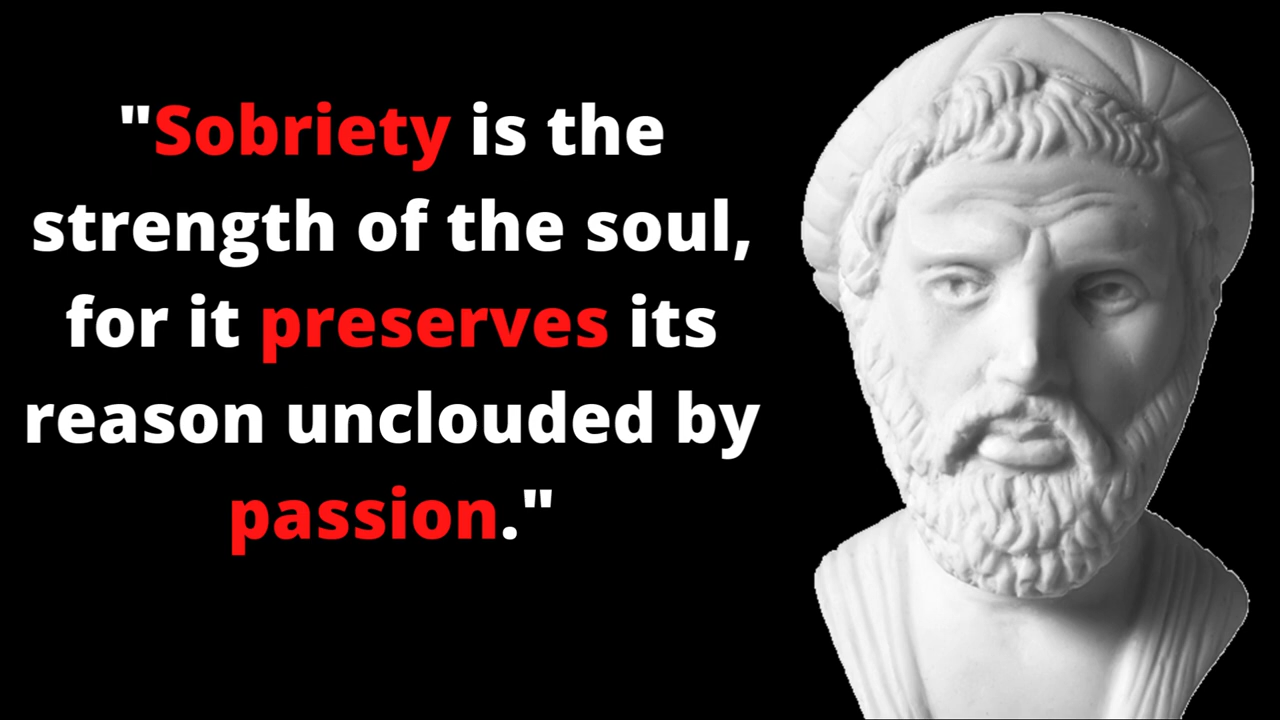 "Sobriety is the
strength of the soul,
for it preserves its
reason unclouded by
passion."